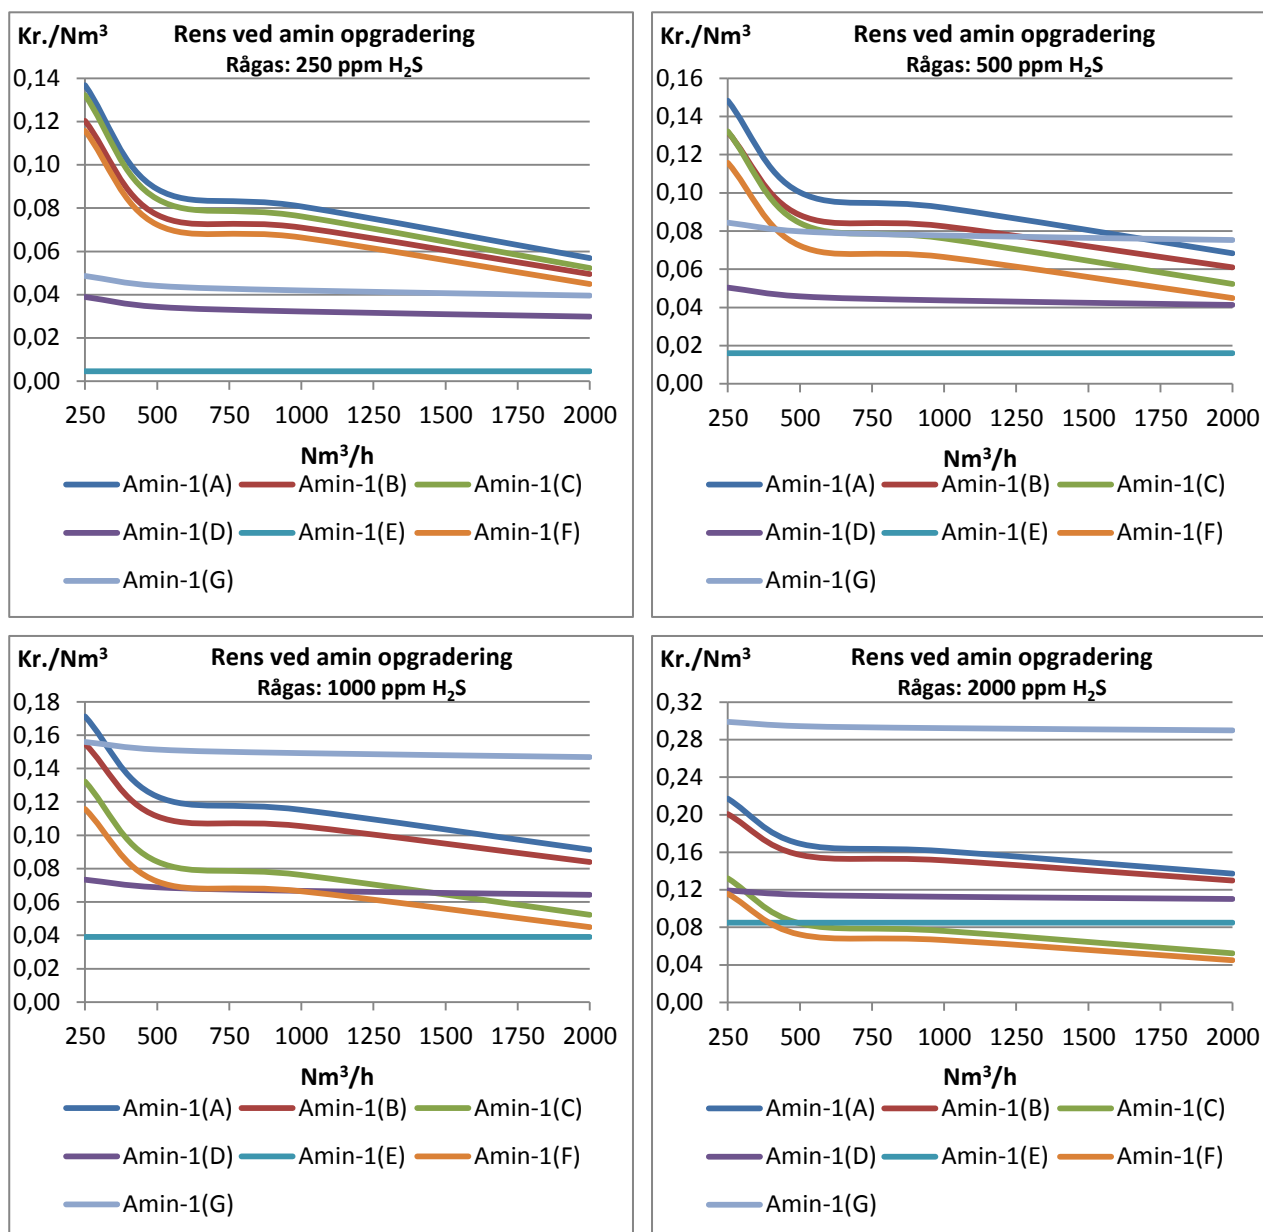 Kr./Nm³ Rens ved amin opgradering
Rågas: 250 ppm H₂S
0,14
0,12
0,10
0,08
0,06
0,04
0,02
0,00
250 500 750 1000 1250 1500 1750 2000
Nm³/h
Amin-1(A) Amin-1(B) Amin-1(C)
Amin-1(D) Amin-1(E) Amin-1(F)
Amin-1(G)
Kr./Nm³ Rens ved amin opgradering
Rågas: 500 ppm H₂S
0,16
0,14
0,12
0,10
0,08
0,06
0,04
0,02
0,00
250 500 750 1000 1250 1500 1750 2000
Nm³/h
Amin-1(A) Amin-1(B) Amin-1(C)
Amin-1(D) Amin-1(E) Amin-1(F)
Amin-1(G)
Kr./Nm³ Rens ved amin opgradering
Rågas: 1000 ppm H₂S
0,18
0,16
0,14
0,12
0,10
0,08
0,06
0,04
0,02
0,00
250 500 750 1000 1250 1500 1750 2000
Nm³/h
Amin-1(A) Amin-1(B) Amin-1(C)
Amin-1(D) Amin-1(E) Amin-1(F)
Amin-1(G)
Kr./Nm³ Rens ved amin opgradering
Rågas: 2000 ppm H₂S
0,32
0,28
0,24
0,20
0,16
0,12
0,08
0,04
0,00
250 500 750 1000 1250 1500 1750 2000
Nm³/h
Amin-1(A) Amin-1(B) Amin-1(C)
Amin-1(D) Amin-1(E) Amin-1(F)
Amin-1(G)